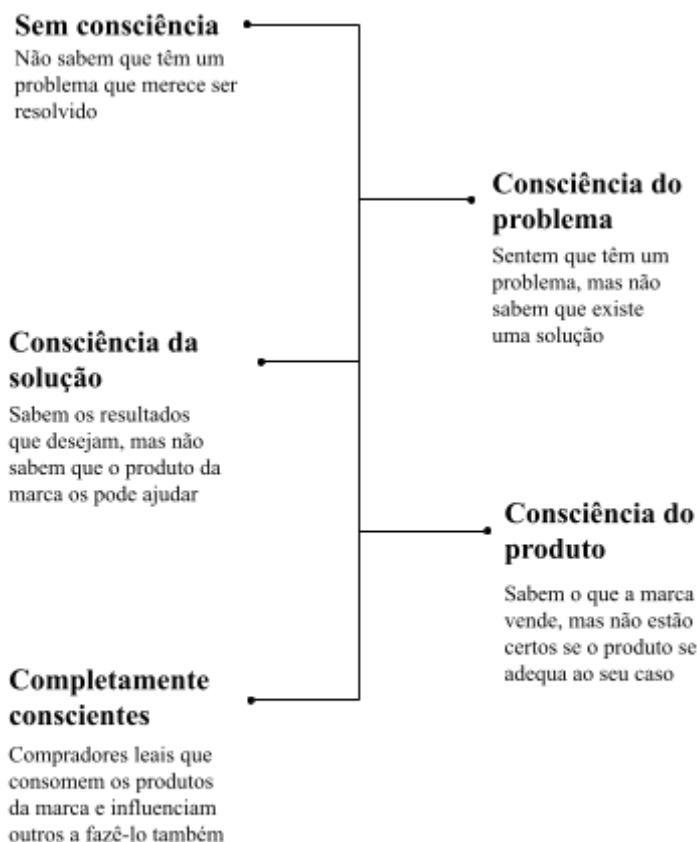 Sem consciência
Não sabem que têm um
problema que merece ser
resolvido
Consciência do
problema
Sentem que têm um
problema, mas não
sabem que existe
uma solução
Consciência da
solução
Sabem os resultados
que desejam, mas não
sabem que o produto da
marca os pode ajudar
Consciência do
produto
Sabem o que a marca
vende, mas não estão
certos se o produto se
adequa ao seu caso
Completamente
conscientes
Compradores leais que
consomem os produtos
da marca e influenciam
outros a fazê-lo também